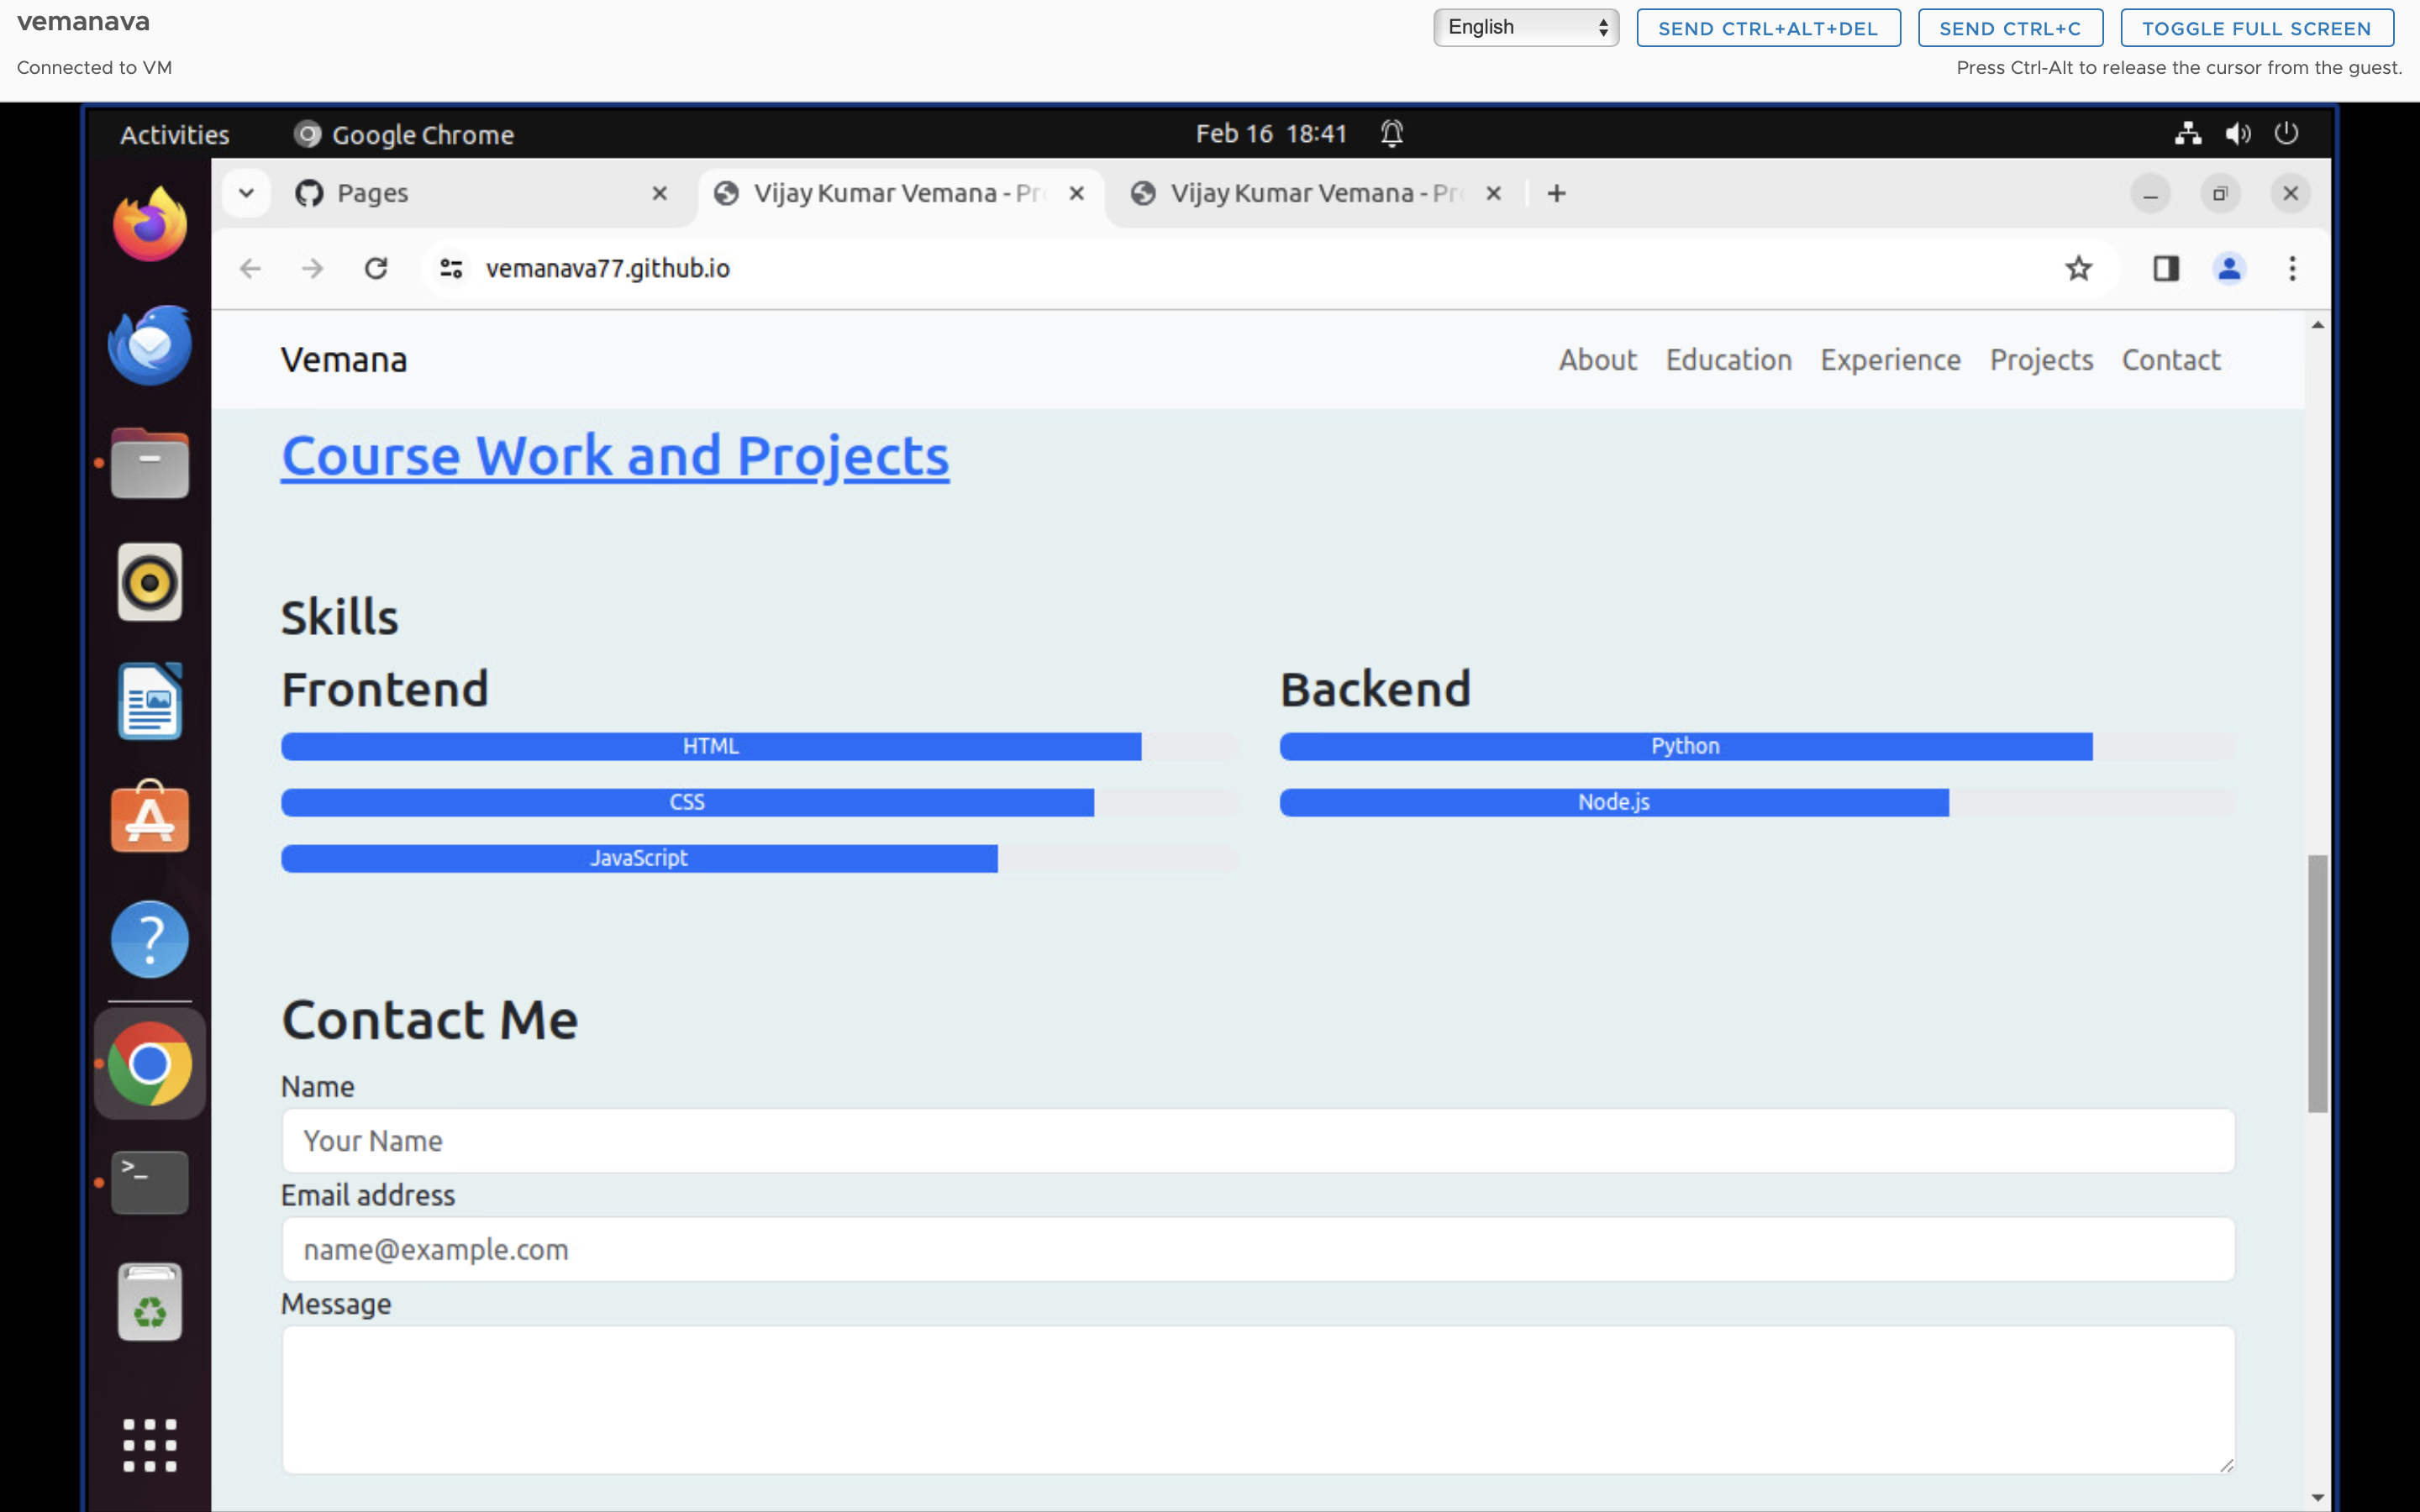 vemanava
English
SEND CTRL+ALT+DEL
SEND CTRL+C
TOGGLE FULL SCREEN
Connected to VM
Press Ctrl-Alt to release the cursor from the guest.
Activities
Google Chrome
Feb 16 18:41
Pages
Vijay Kumar Vemana - Pr
Vijay Kumar Vemana - Pr
vemanava77.github.io
Vemana
About
Education
Experience
Projects
Contact
Course Work and Projects
Skills
Frontend
HTML
CSS
JavaScript
Backend
Python
Node.js
Contact Me
Name
Your Name
Email address
name@example.com
Message